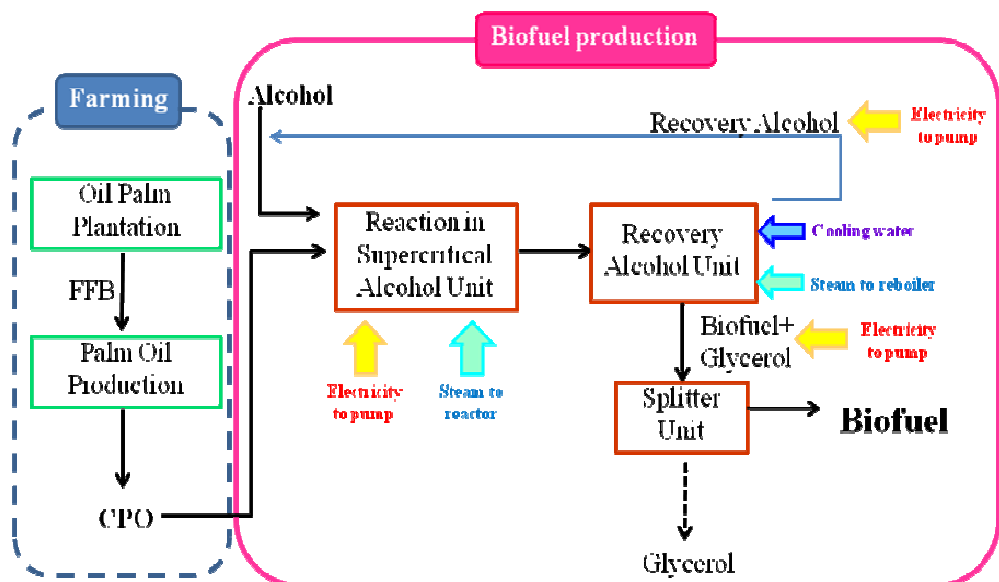 Biofuel production
Farming
Alcohol
Recovery Alcohol
Electricity
to pump
Oil Palm
Plantation
Reaction in
Supercritical
Alcohol Unit
Recovery
Alcohol Unit
Cooling water
Steam to reboiler
FFB
Palm Oil
Production
Electricity
to pump
Steam to
reactor
Biofuel+
Glycerol
Electricity
to pump
Splitter
Unit
Biofuel
CPO
Glycerol